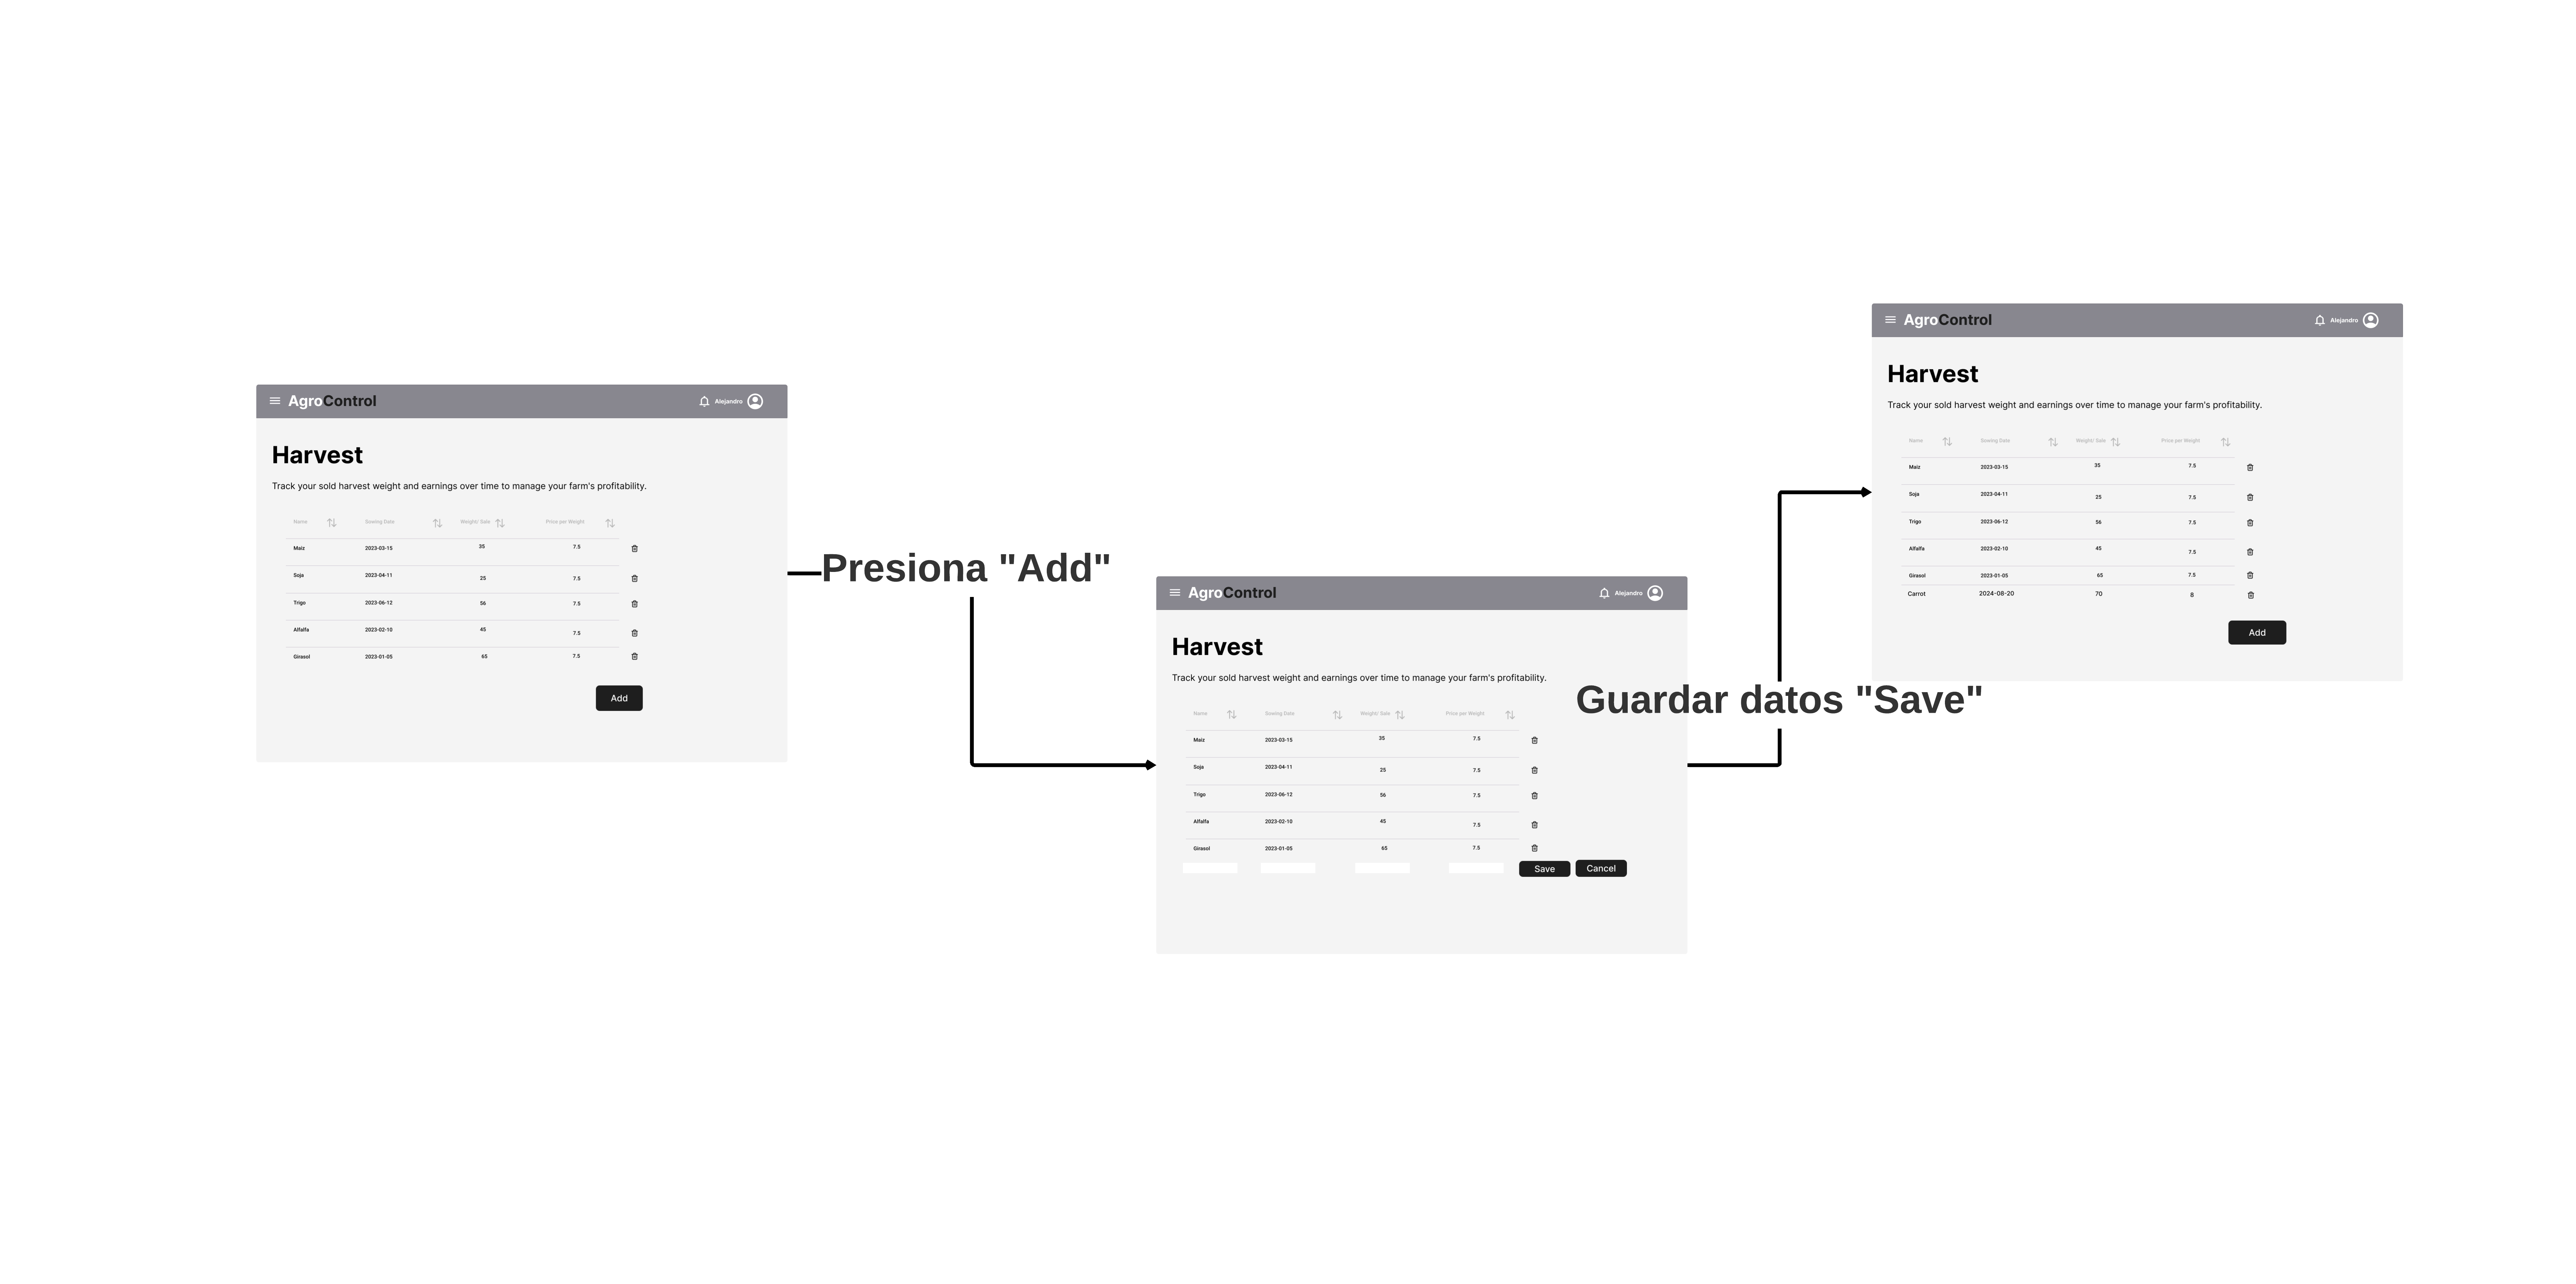 AgroControl Alejandro
Harvest
Track your sold harvest weight and earnings over time to manage your farm's profitability.
Name Sowing Date Weight/ Sale Price per Weight
Maiz 2023-03-15 35 7.5
Soja 2023-04-11 25 7.5
Trigo 2023-06-12 56 7.5
Alfalfa 2023-02-10 45 7.5
Girasol 2023-01-05 65 7.5
Add
Presiona "Add"
AgroControl Alejandro
Harvest
Track your sold harvest weight and earnings over time to manage your farm's profitability.
Name Sowing Date Weight/ Sale Price per Weight
Maiz 2023-03-15 35 7.5
Soja 2023-04-11 25 7.5
Trigo 2023-06-12 56 7.5
Alfalfa 2023-02-10 45 7.5
Girasol 2023-01-05 65 7.5
Save Cancel
Guardar datos "Save"
AgroControl Alejandro
Harvest
Track your sold harvest weight and earnings over time to manage your farm's profitability.
Name Sowing Date Weight/ Sale Price per Weight
Maiz 2023-03-15 35 7.5
Soja 2023-04-11 25 7.5
Trigo 2023-06-12 56 7.5
Alfalfa 2023-02-10 45 7.5
Girasol 2023-01-05 65 7.5
Carrot 2024-08-20 70 8
Add